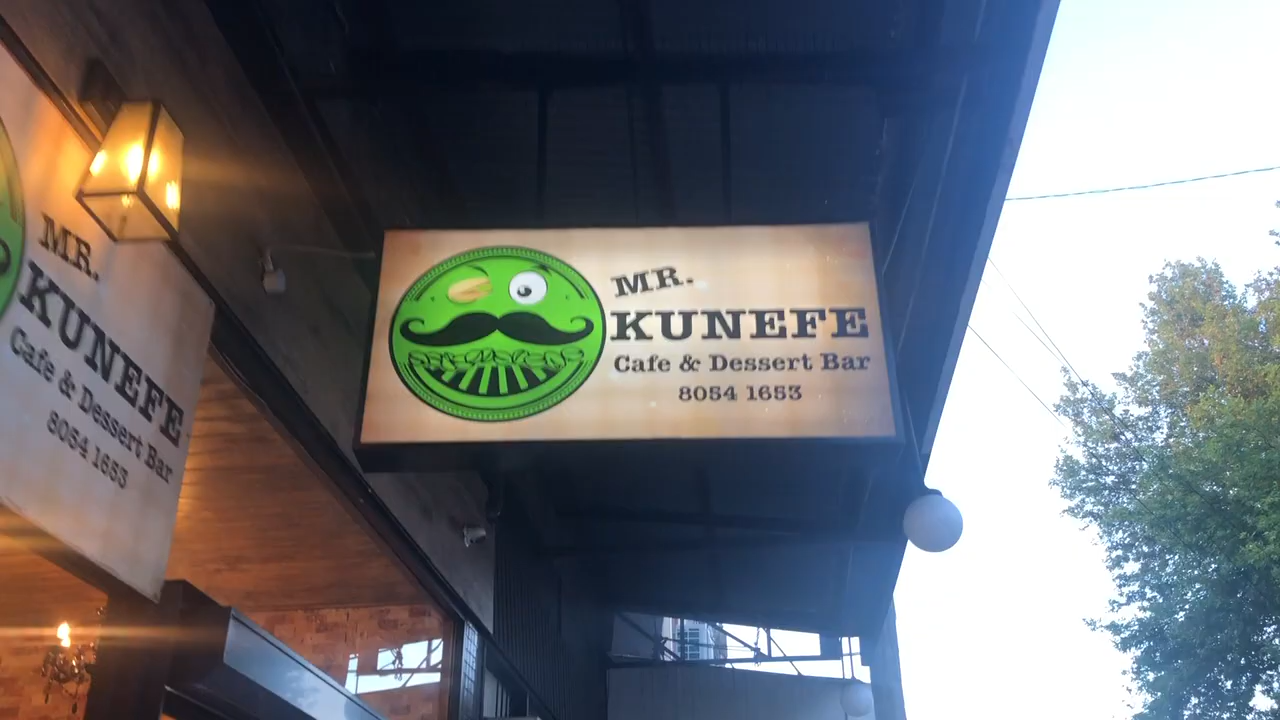 MR.
KUNEFE
Cafe & Dessert Bar
8054 1653
MR.
KUNEFE
Cafe & Dessert Bar
8054 1653